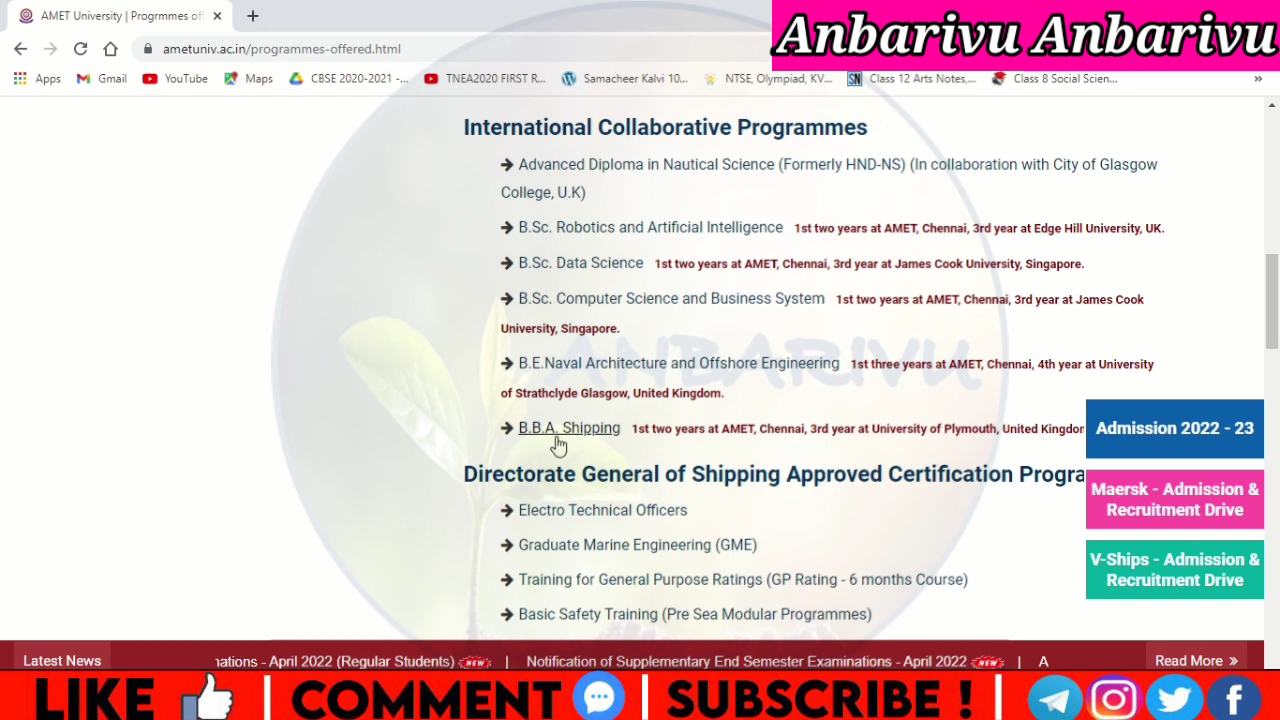 AMET University | Progrmmes off
Anbarivu Anbarivu
ametuniv.ac.in/programmes-offered.html
Apps Gmail YouTube Maps CBSE 2020-2021 -... TNEA2020 FIRST R... Samacheer Kalvi 10... NTSE, Olympiad, KV... SN Class 12 Arts Notes,... Class 8 Social Scien... »
International Collaborative Programmes
Advanced Diploma in Nautical Science (Formerly HND-NS) (In collaboration with City of Glasgow
College, U.K)
B.Sc. Robotics and Artificial Intelligence 1st two years at AMET, Chennai, 3rd year at Edge Hill University, UK.
B.Sc. Data Science 1st two years at AMET, Chennai, 3rd year at James Cook University, Singapore.
B.Sc. Computer Science and Business System 1st two years at AMET, Chennai, 3rd year at James Cook
University, Singapore.
ANBARIVU
B.E.Naval Architecture and Offshore Engineering 1st three years at AMET, Chennai, 4th year at University
of Strathclyde Glasgow, United Kingdom.
B.B.A. Shipping 1st two years at AMET, Chennai, 3rd year at University of Plymouth, United Kingdom
Admission 2022 - 23
Directorate General of Shipping Approved Certification Progra
Maersk - Admission &
Recruitment Drive
Electro Technical Officers
Graduate Marine Engineering (GME)
V-Ships - Admission &
Recruitment Drive
Training for General Purpose Ratings (GP Rating - 6 months Course)
Basic Safety Training (Pre Sea Modular Programmes)
Latest News nations - April 2022 (Regular Students) NEW | Notification of Supplementary End Semester Examinations - April 2022 NEW | A Read More »
LIKE | COMMENT | SUBSCRIBE ! |